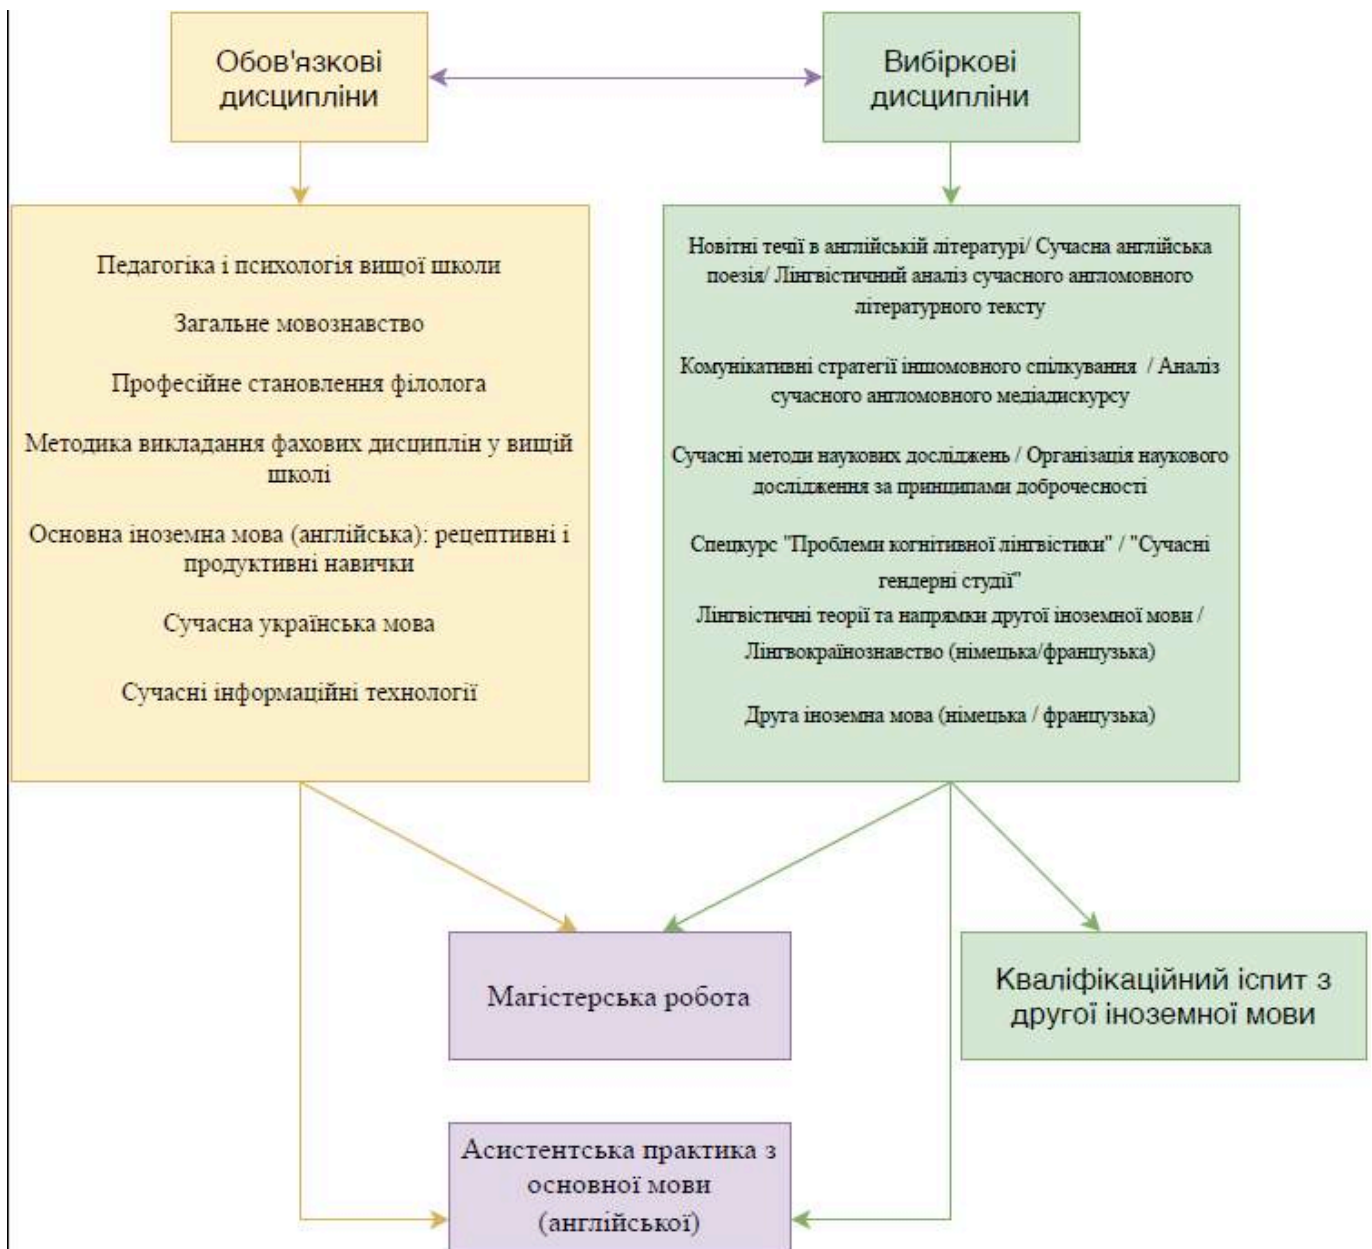 Обов'язкові
дисципліни
Вибіркові
дисципліни
Педагогіка і психологія вищої школи
Загальне мовознавство
Професійне становлення філолога
Методика викладання фахових дисциплін у вищій
школі
Основна іноземна мова (англійська): рецептивні і
продуктивні навички
Сучасна українська мова
Сучасні інформаційні технології
Новітні течії в англійській літературі/ Сучасна англійська
поезія/ Лінгвістичний аналіз сучасного англомовного
літературного тексту
Комунікативні стратегії іншомовного спілкування / Аналіз
сучасного англомовного медіадискурсу
Сучасні методи наукових досліджень / Організація наукового
дослідження за принципами доброчесності
Спецкурс "Проблеми когнітивної лінгвістики" / "Сучасні
гендерні студії"
Лінгвістичні теорії та напрямки другої іноземної мови /
Лінгвокраїнознавство (німецька/французька)
Друга іноземна мова (німецька / французька)
Магістерська робота
Кваліфікаційний іспит з
другої іноземної мови
Асистентська практика з
основної мови
(англійської)